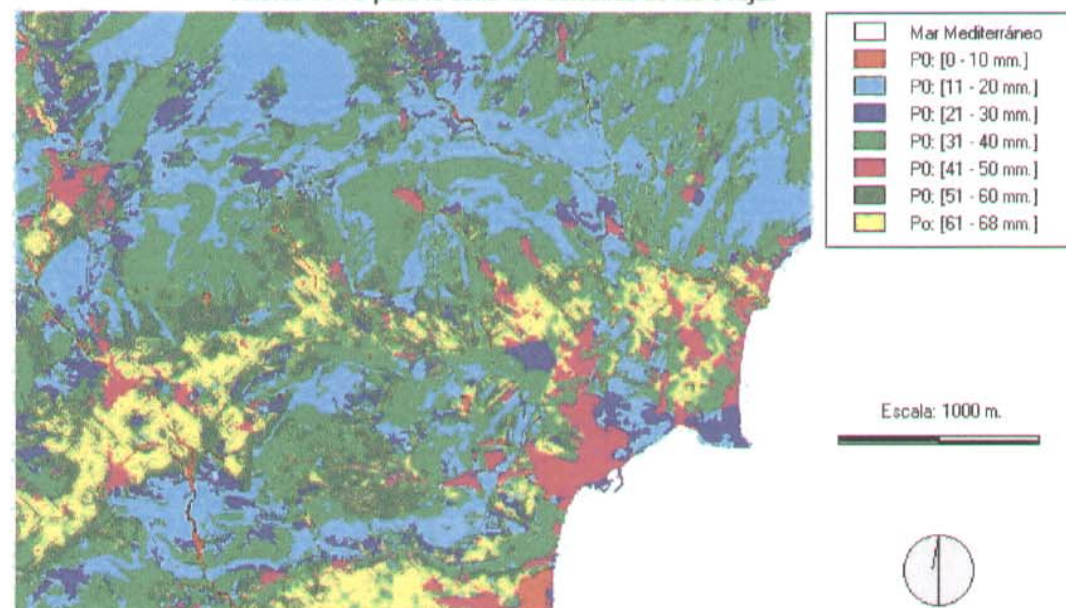 Mar Mediterráneo
P0: [0 - 10 mm.]
P0: [11 - 20 mm.]
P0: [21 - 30 mm.]
P0: [31 - 40 mm.]
P0: [41 - 50 mm.]
P0: [51 - 60 mm.]
Po: [61 - 68 mm.]
Escala: 1000 m.